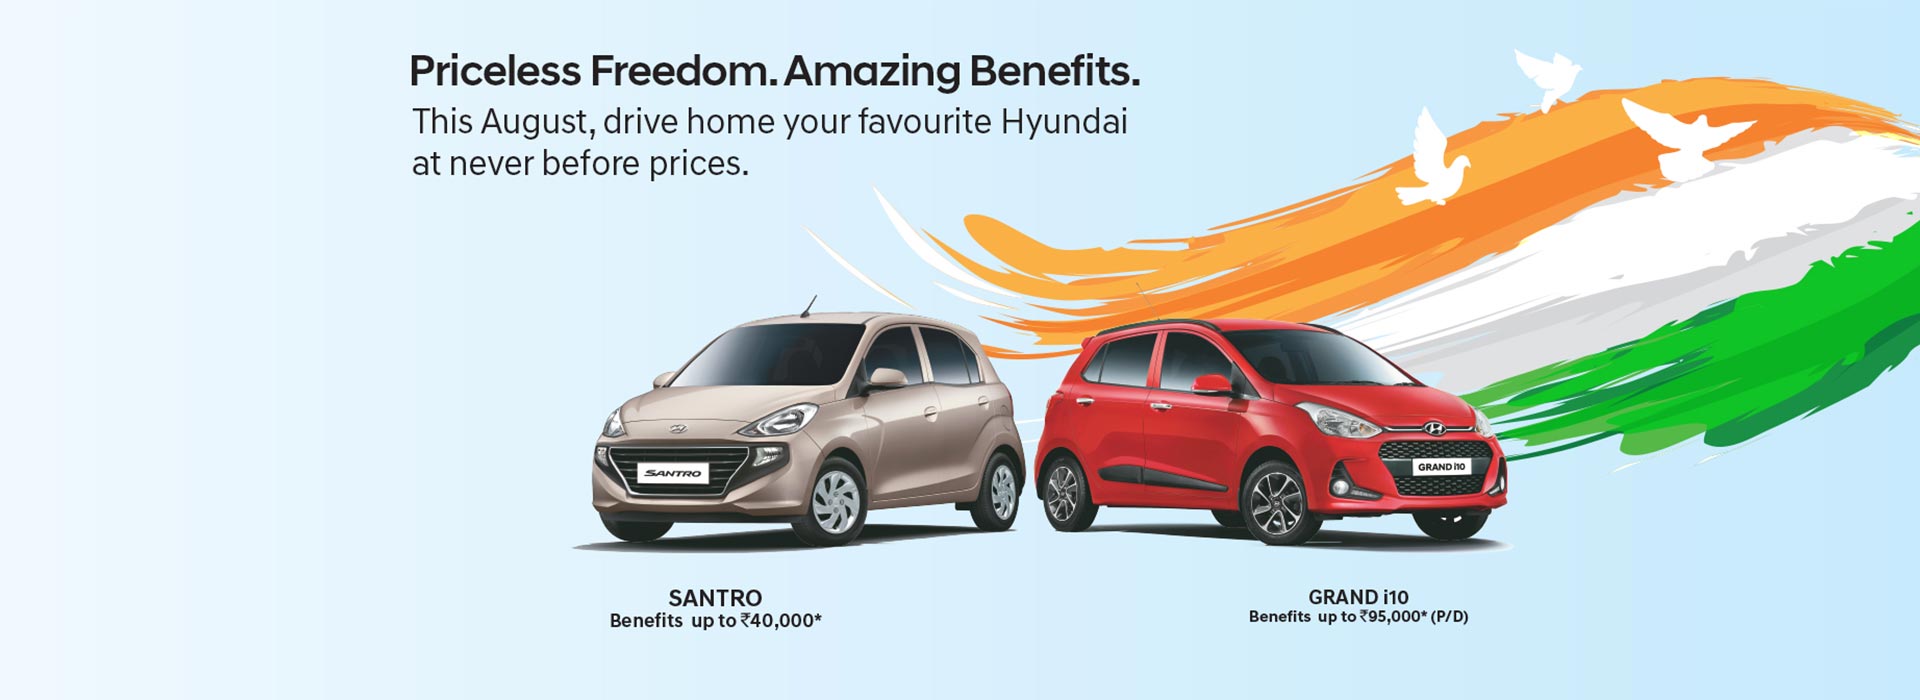 Priceless Freedom. Amazing Benefits.
This August, drive home your favourite Hyundai
at never before prices.
SANTRO
GRAND i10
SANTRO
Benefits up to ₹40,000*
GRAND i10
Benefits up to ₹95,000* (P/D)